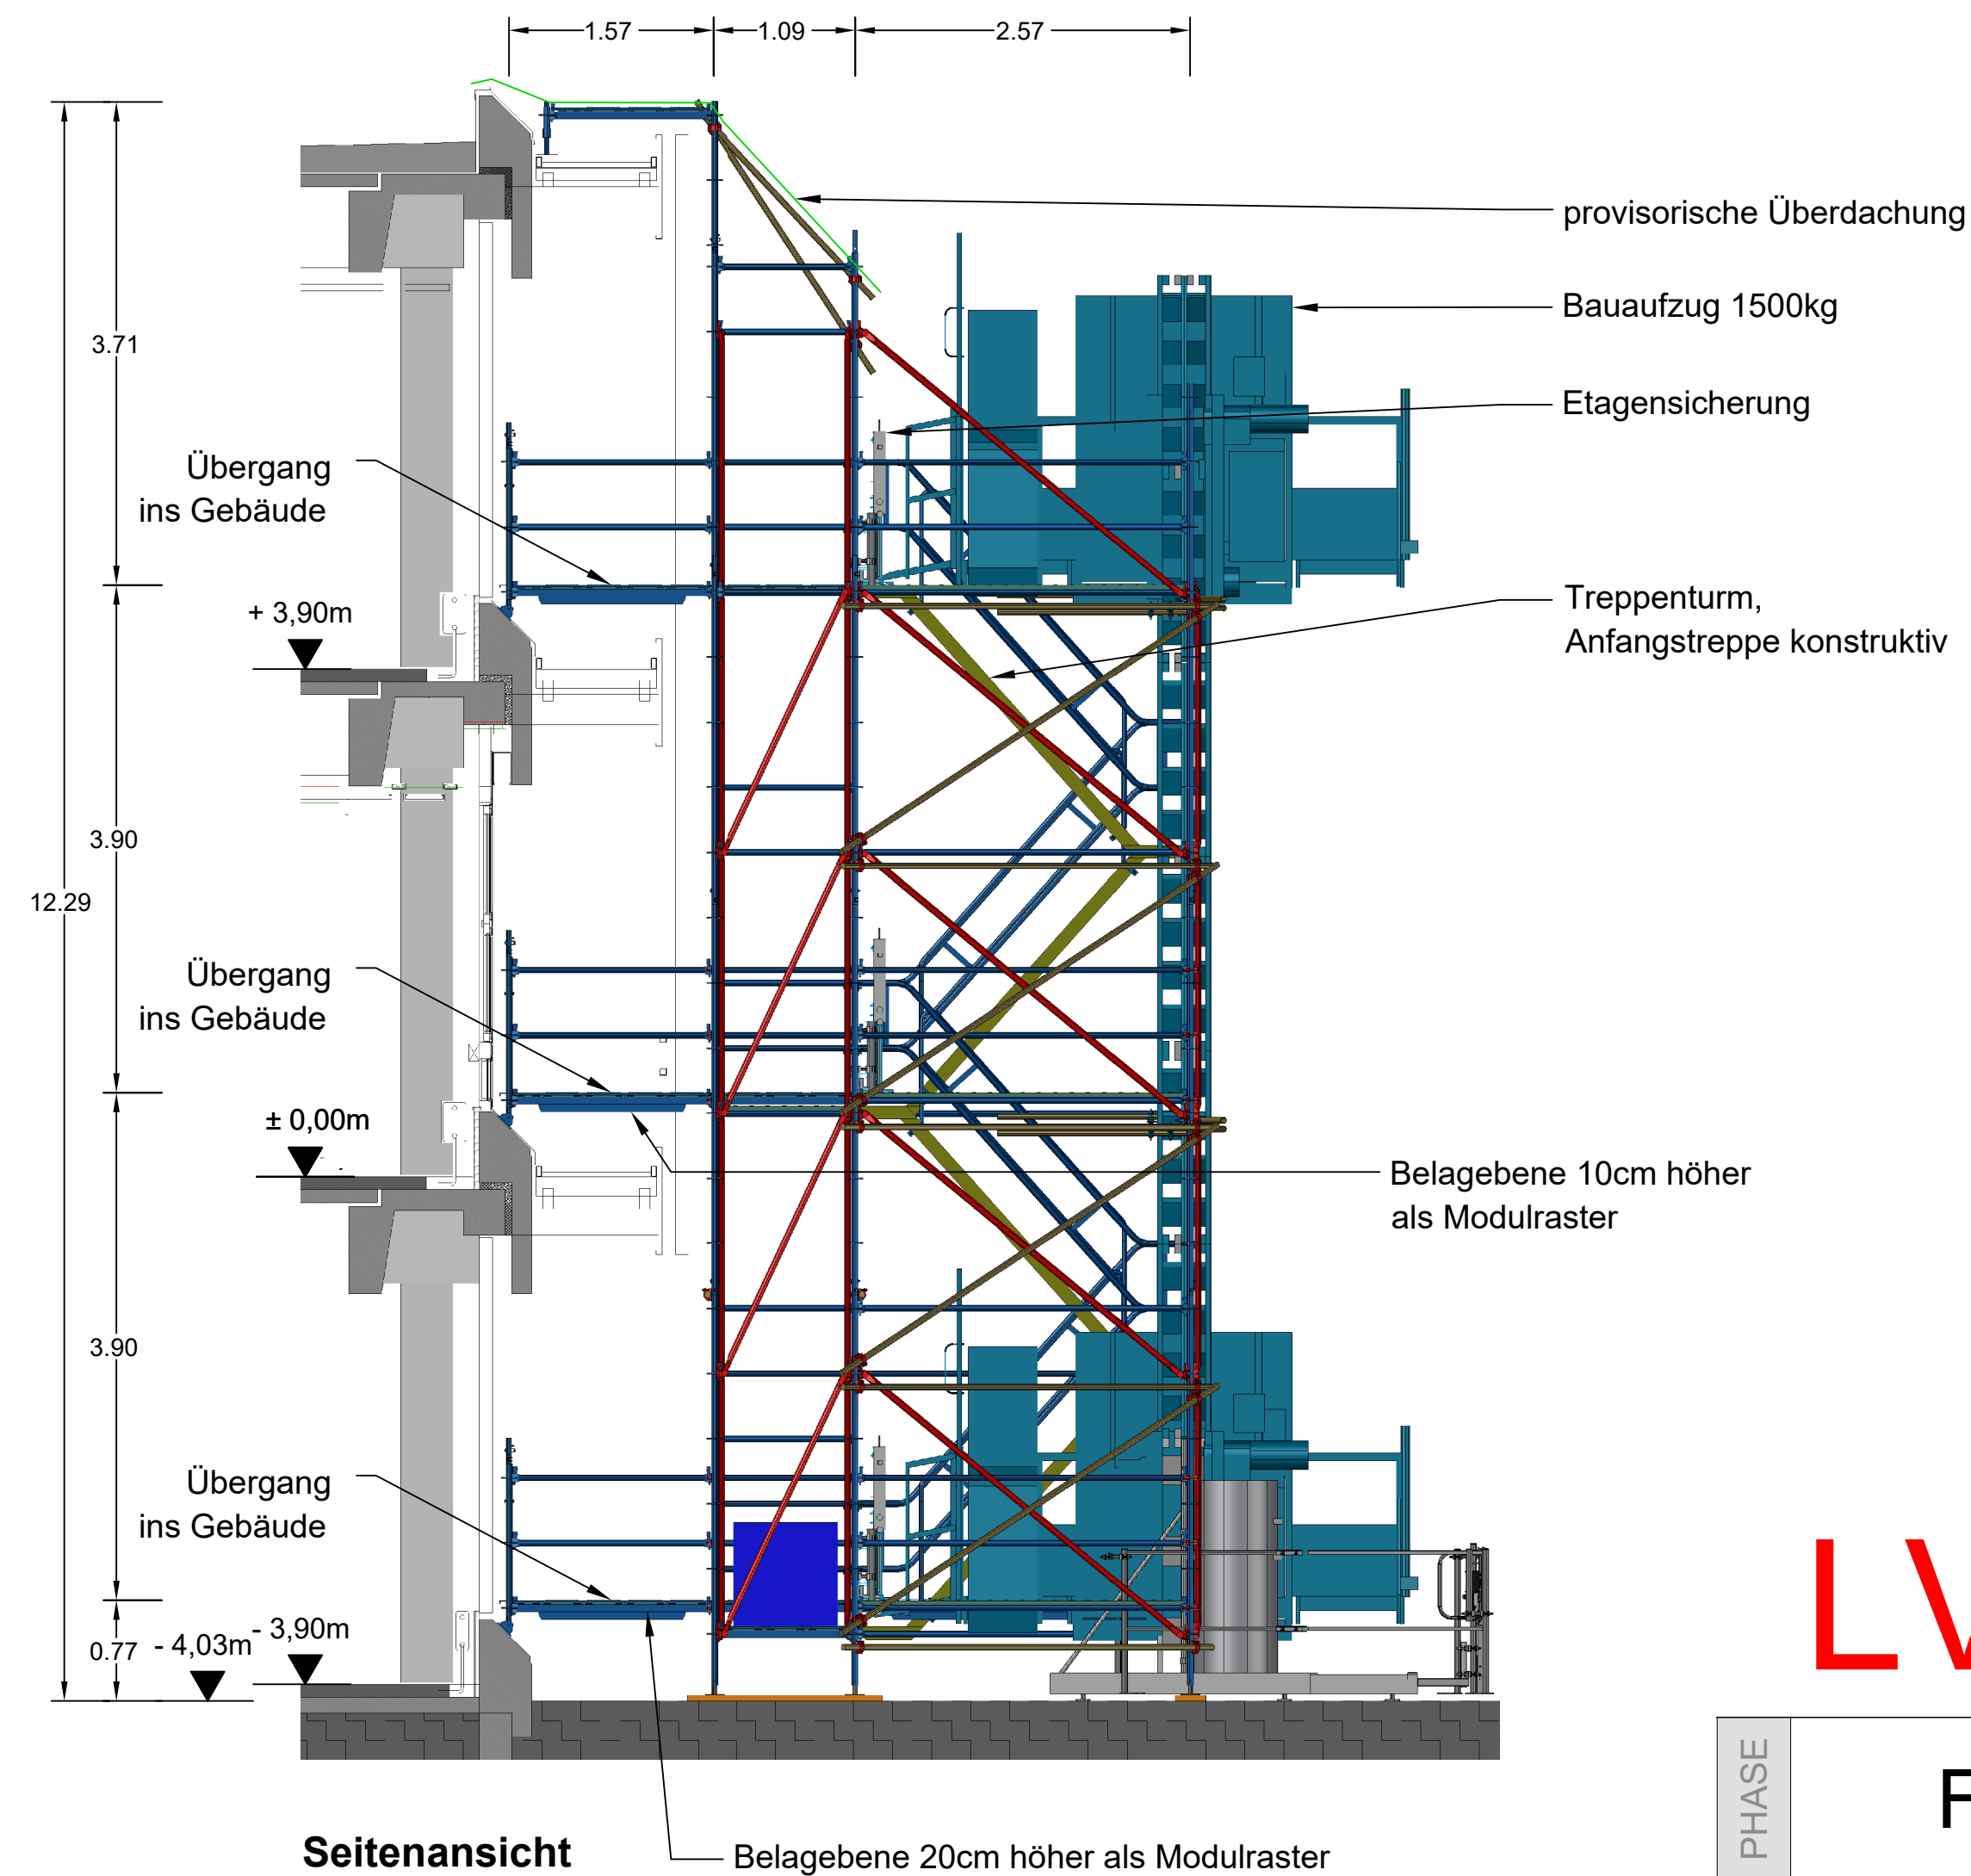 1.57
1.09
2.57
provisorische Überdachung
Bauaufzug 1500kg
3.71
Etagensicherung
Übergang
ins Gebäude
+ 3,90m
Treppenturm,
Anfangstreppe konstruktiv
3.90
12.29
Übergang
ins Gebäude
± 0,00m
Belagebene 10cm höher
als Modulraster
3.90
Übergang
ins Gebäude
0.77
- 4,03m
- 3,90m
LV
PHASE
F
Seitenansicht
Belagebene 20cm höher als Modulraster